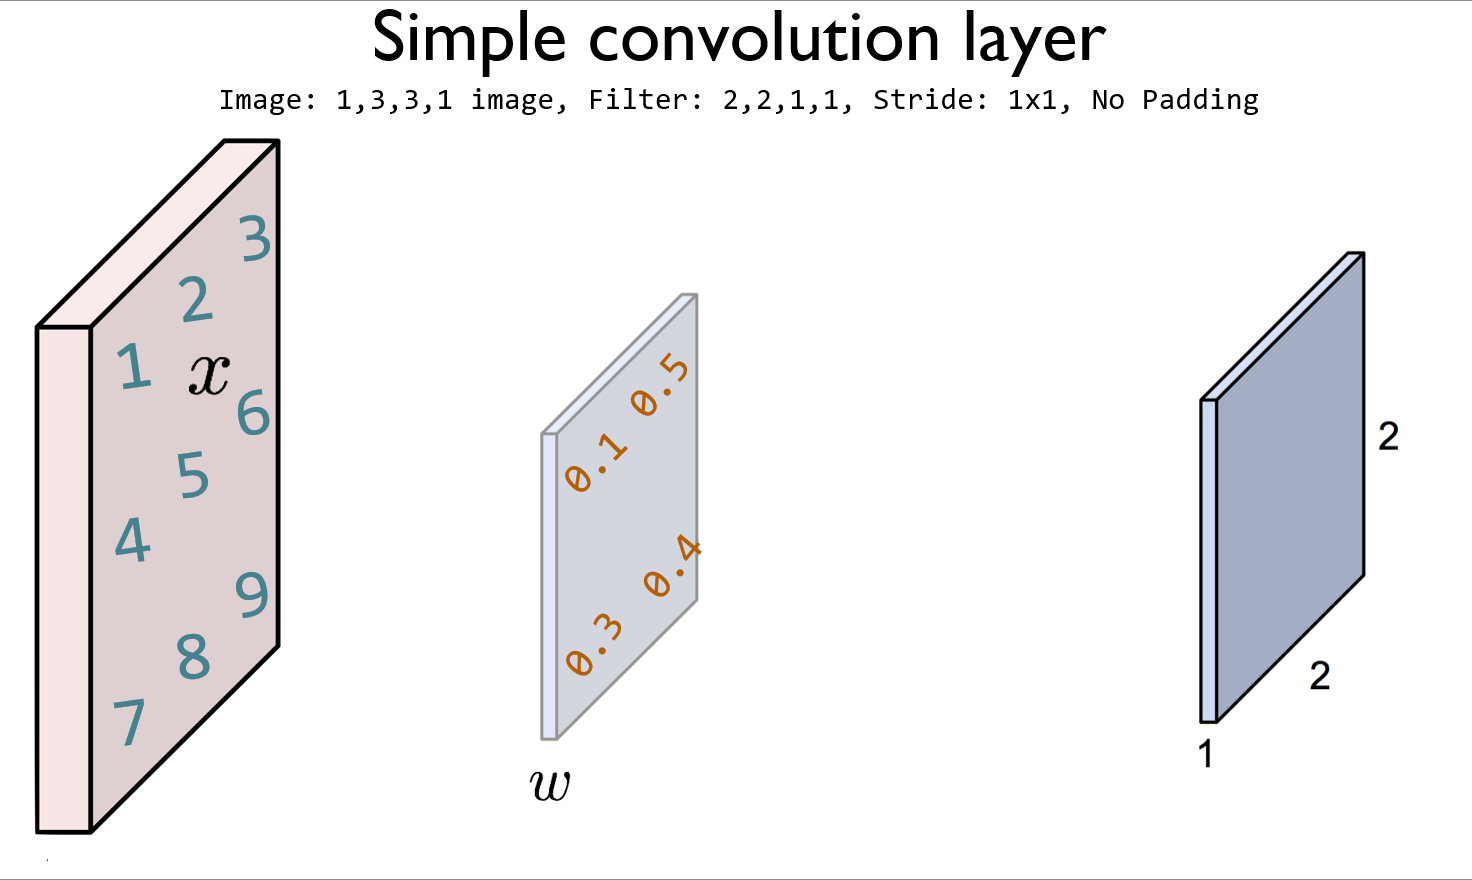 Simple convolution layer
Image: 1,3,3,1 image, Filter: 2,2,1,1, Stride: 1x1, No Padding
1 2 3
x
4 5 6
7 8 9
0.1 0.5
0.3 0.4
w
2
2
1